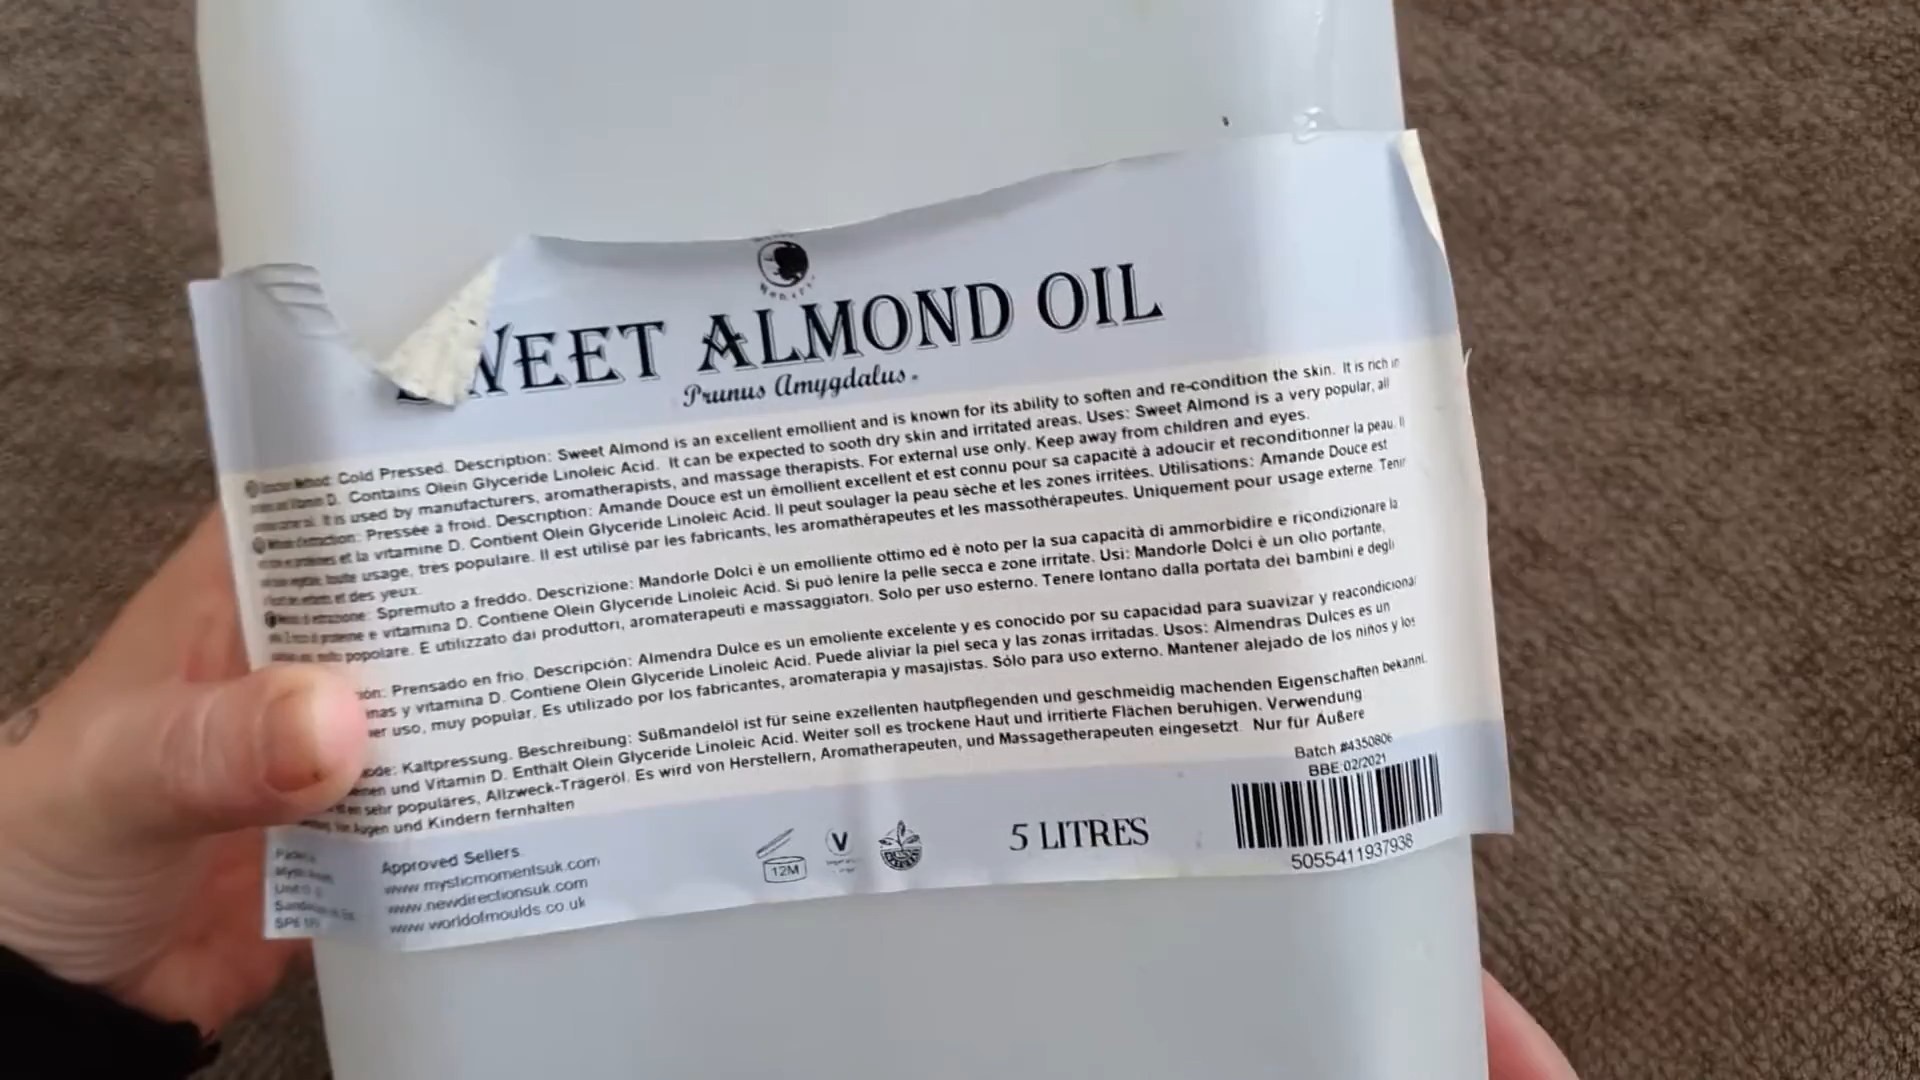 WEET ALMOND OIL
Prunus Amygdalus.
Cold Pressed. Description: Sweet Almond is an excellent emollient and is known for its ability to soften and re-condition the skin. It is rich in
Vitamin D. Contains Olein Glyceride Linoleic Acid. It can be expected to sooth dry skin and irritated areas. Uses: Sweet Almond is a very popular, all
It is used by manufacturers, aromatherapists, and massage therapists. For external use only. Keep away from children and eyes.
Pressée a froid. Description: Amande Douce est un émollient excellent et est connu pour sa capacité à adoucir et reconditionner la peau. Il
et la vitamine D. Contient Olein Glyceride Linoleic Acid. Il peut soulager la peau sèche et les zones irritées. Utilisations: Amande Douce est
usage, très populaire. Il est utilisé par les fabricants, les aromathérapeutes et les massothérapeutes. Uniquement pour usage externe. Tenir
et des yeux.
Spremuto a freddo. Descrizione: Mandorle Dolci è un emolliente ottimo ed è noto per la sua capacità di ammorbidire e ricondizionare la
e vitamina D. Contiene Olein Glyceride Linoleic Acid. Si può lenire la pelle secca e zone irritate. Usi: Mandorle Dolci è un olio portante,
popolare. E utilizzato dai produttori, aromaterapeuti e massaggiatori. Solo per uso esterno. Tenere lontano dalla portata dei bambini e degli
ión: Prensado en frio. Descripción: Almendra Dulce es un emoliente excelente y es conocido por su capacidad para suavizar y reacondicionar
inas y vitamina D. Contiene Olein Glyceride Linoleic Acid. Puede aliviar la piel seca y las zonas irritadas. Usos: Almendras Dulces es un
uso, muy popular. Es utilizado por los fabricantes, aromaterapia y masajistas. Sólo para uso externo. Mantener alejado de los niños y los
ode: Kaltpressung. Beschreibung: Süßmandelöl ist für seine exzellenten hautpflegenden und geschmeidig machenden Eigenschaften bekannt.
und Vitamin D. Enthält Olein Glyceride Linoleic Acid. Weiter soll es trockene Haut und irritierte Flächen beruhigen. Verwendung
sehr populäres, Allzweck-Trägeröl. Es wird von Herstellern, Aromatherapeuten, und Massagetherapeuten eingesetzt. Nur für Äußere
Augen und Kindern fernhalten
Approved Sellers
www.mysticmomentsuk.com
www.newdirectionsuk.com
www.worldofmoulds.co.uk
12M
V
5 LITRES
Batch #4350806
BBE:02/2021
5055411937938